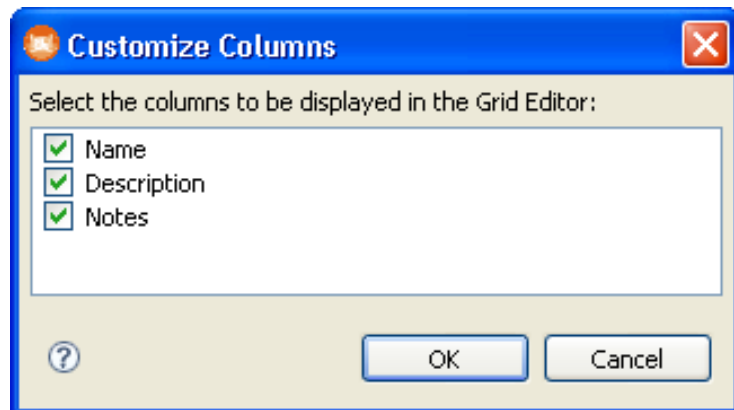 Customize Columns
Select the columns to be displayed in the Grid Editor:
Name
Description
Notes
?
OK
Cancel